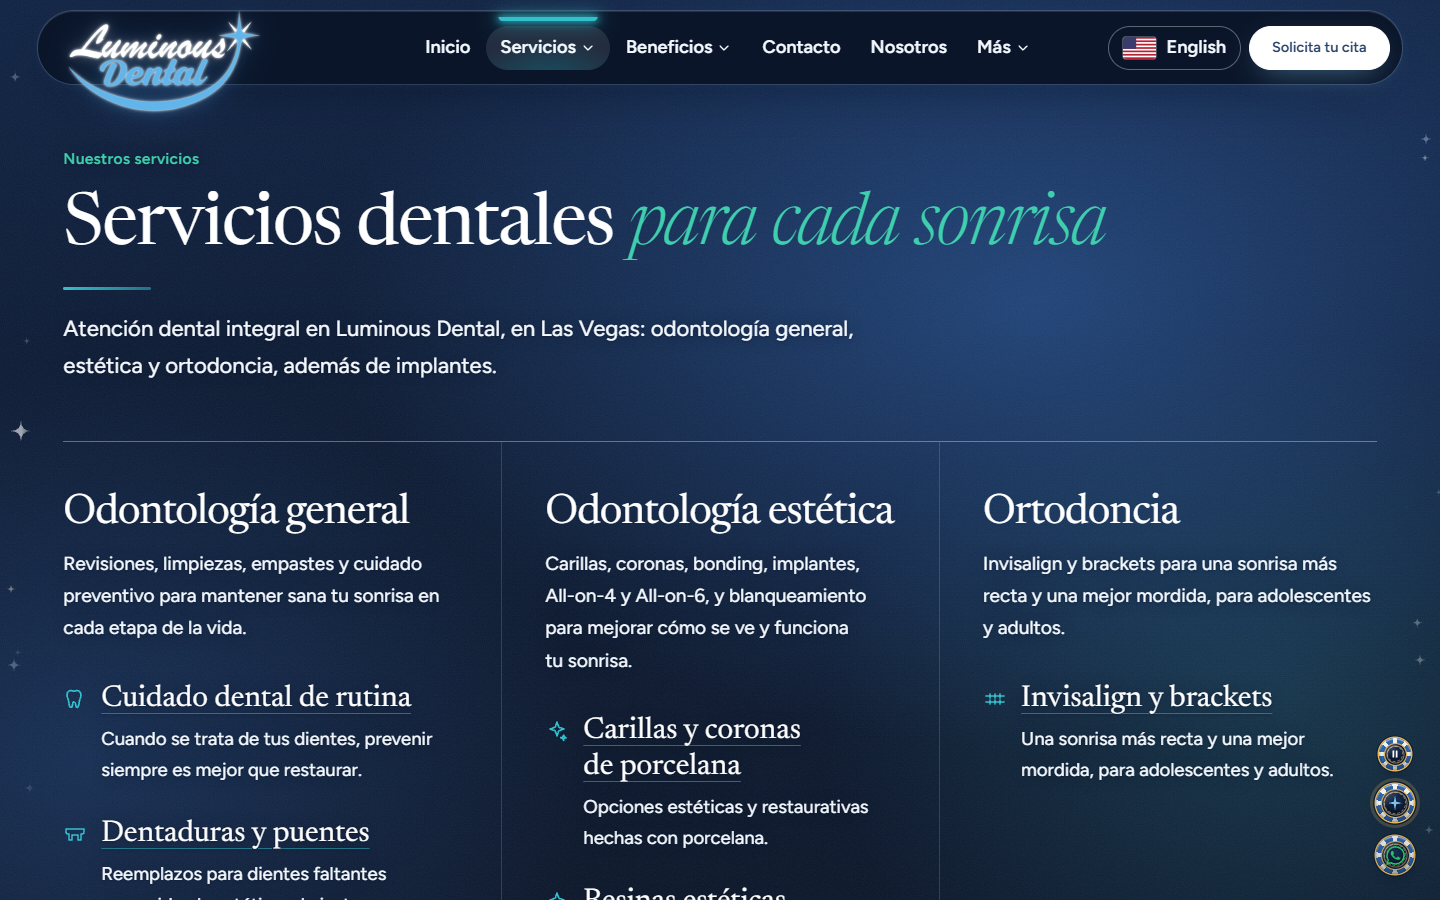 Luminous
Dental
Inicio
Servicios
Beneficios
Contacto
Nosotros
Más
English
Solicita tu cita
Nuestros servicios
Servicios dentales para cada sonrisa
Atención dental integral en Luminous Dental, en Las Vegas: odontología general,
estética y ortodoncia, además de implantes.
Odontología general
Revisiones, limpiezas, empastes y cuidado
preventivo para mantener sana tu sonrisa en
cada etapa de la vida.
Cuidado dental de rutina
Cuando se trata de tus dientes, prevenir
siempre es mejor que restaurar.
Dentaduras y puentes
Reemplazos para dientes faltantes
Odontología estética
Carillas, coronas, bonding, implantes,
All-on-4 y All-on-6, y blanqueamiento
para mejorar cómo se ve y funciona
tu sonrisa.
Carillas y coronas
de porcelana
Opciones estéticas y restaurativas
hechas con porcelana.
Resinas estéticas
Ortodoncia
Invisalign y brackets para una sonrisa más
recta y una mejor mordida, para adolescentes
y adultos.
Invisalign y brackets
Una sonrisa más recta y una mejor
mordida, para adolescentes y adultos.